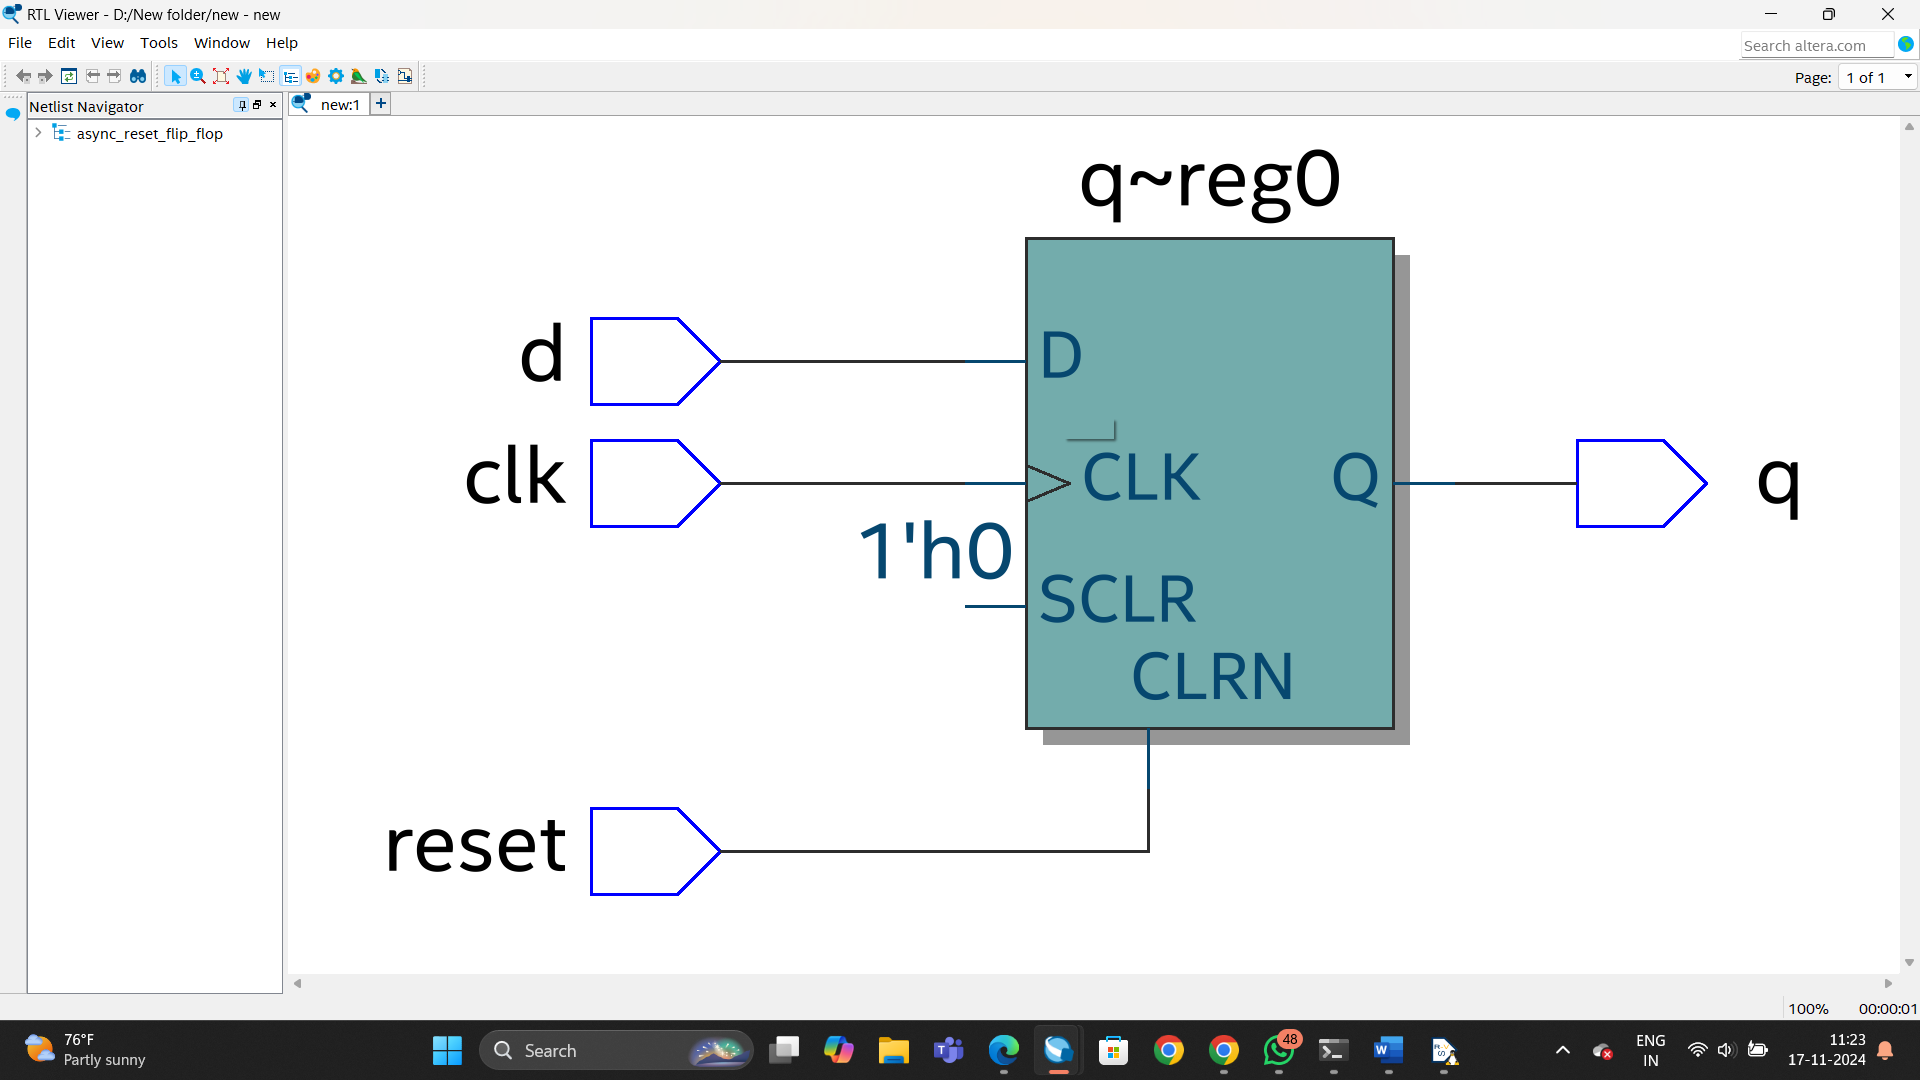 RTL Viewer - D:/New folder/new - new
File Edit View Tools Window Help
Search altera.com
Page: 1 of 1
Netlist Navigator
new:1
async_reset_flip_flop
q~reg0
d
D
clk
CLK
Q
q
1'h0
SCLR
CLRN
reset
100% 00:00:01
76°F
Partly sunny
Search
48
ENG
IN
11:23
17-11-2024